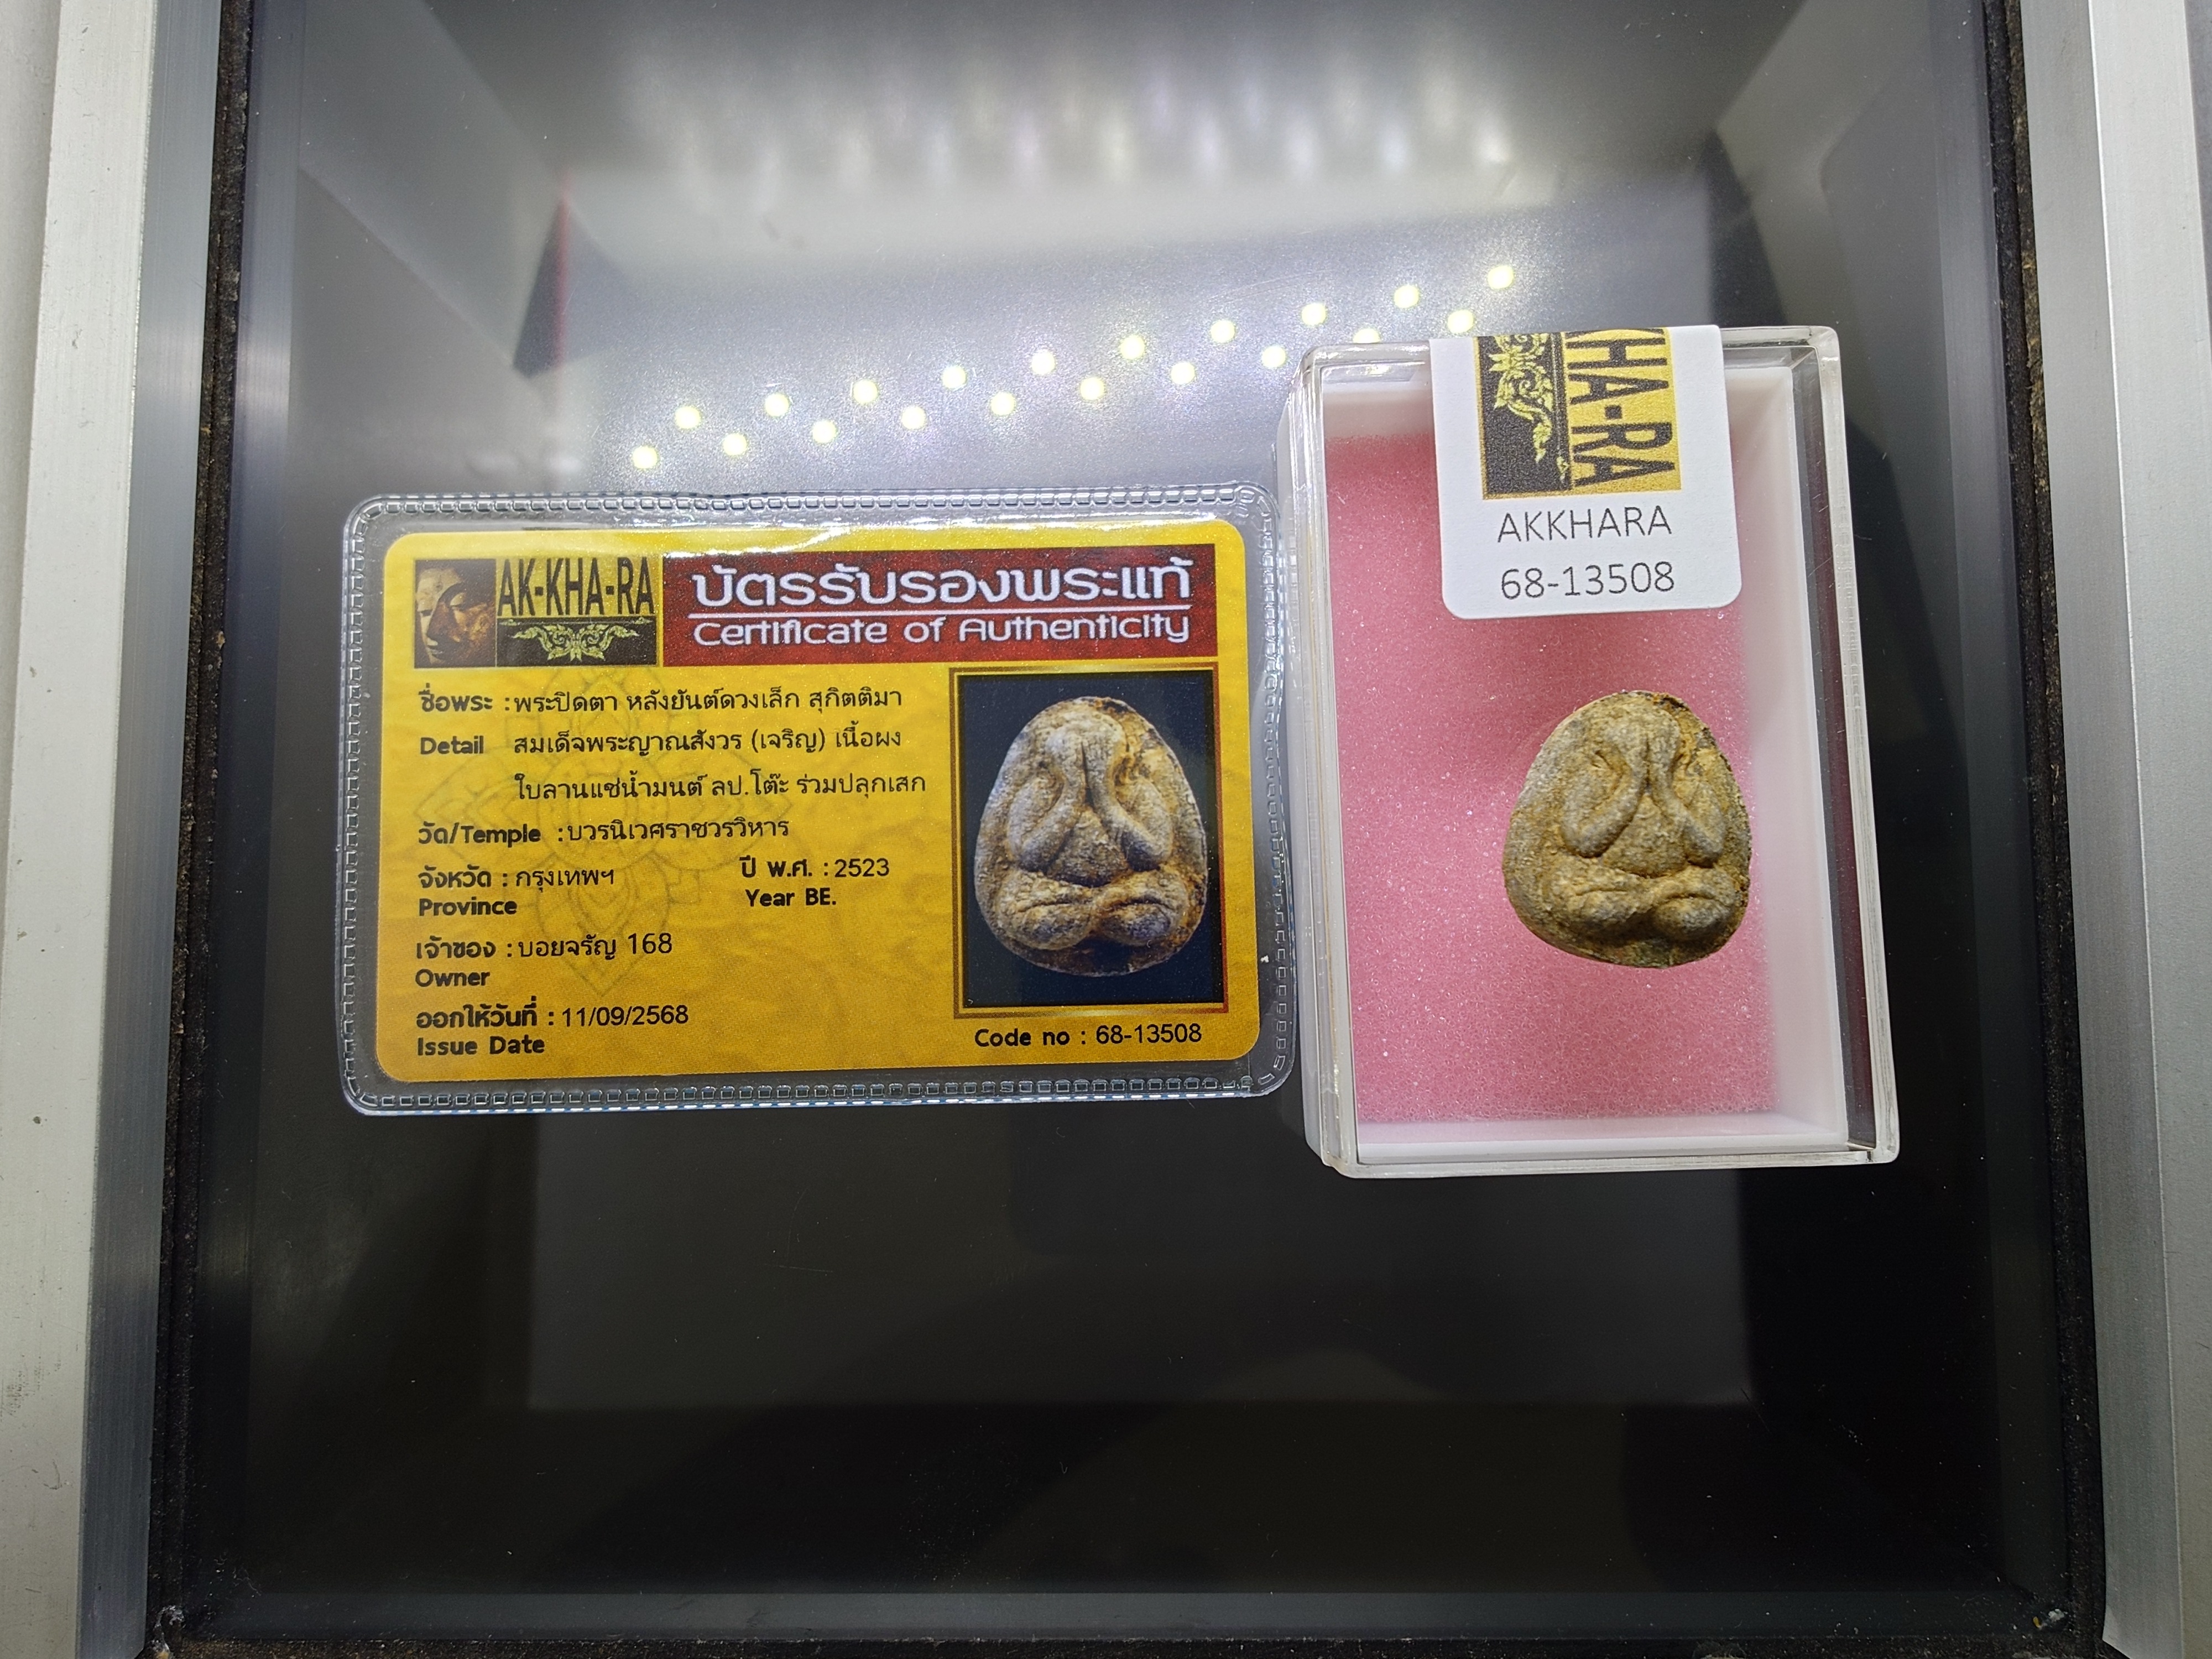 AK-KHA-RA
บัตรรับรองพระแท้
Certificate of Authenticity
ชื่อพระ : พระปิดตา หลังยันต์ดวงเล็ก สุกิตติมา
Detail สมเด็จพระญาณสังวร (เจริญ) เนื้อผง
ใบลานแช่น้ำมนต์ ลป.โต๊ะ ร่วมปลุกเสก
วัด/Temple : บวรนิเวศราชวรวิหาร
จังหวัด : กรุงเทพฯ ปี พ.ศ. : 2523
Province Year BE.
เจ้าของ : บอยจรัญ 168
Owner
ออกให้วันที่ : 11/09/2568
Issue Date
Code no : 68-13508
KHA-RA
AKKHARA
68-13508